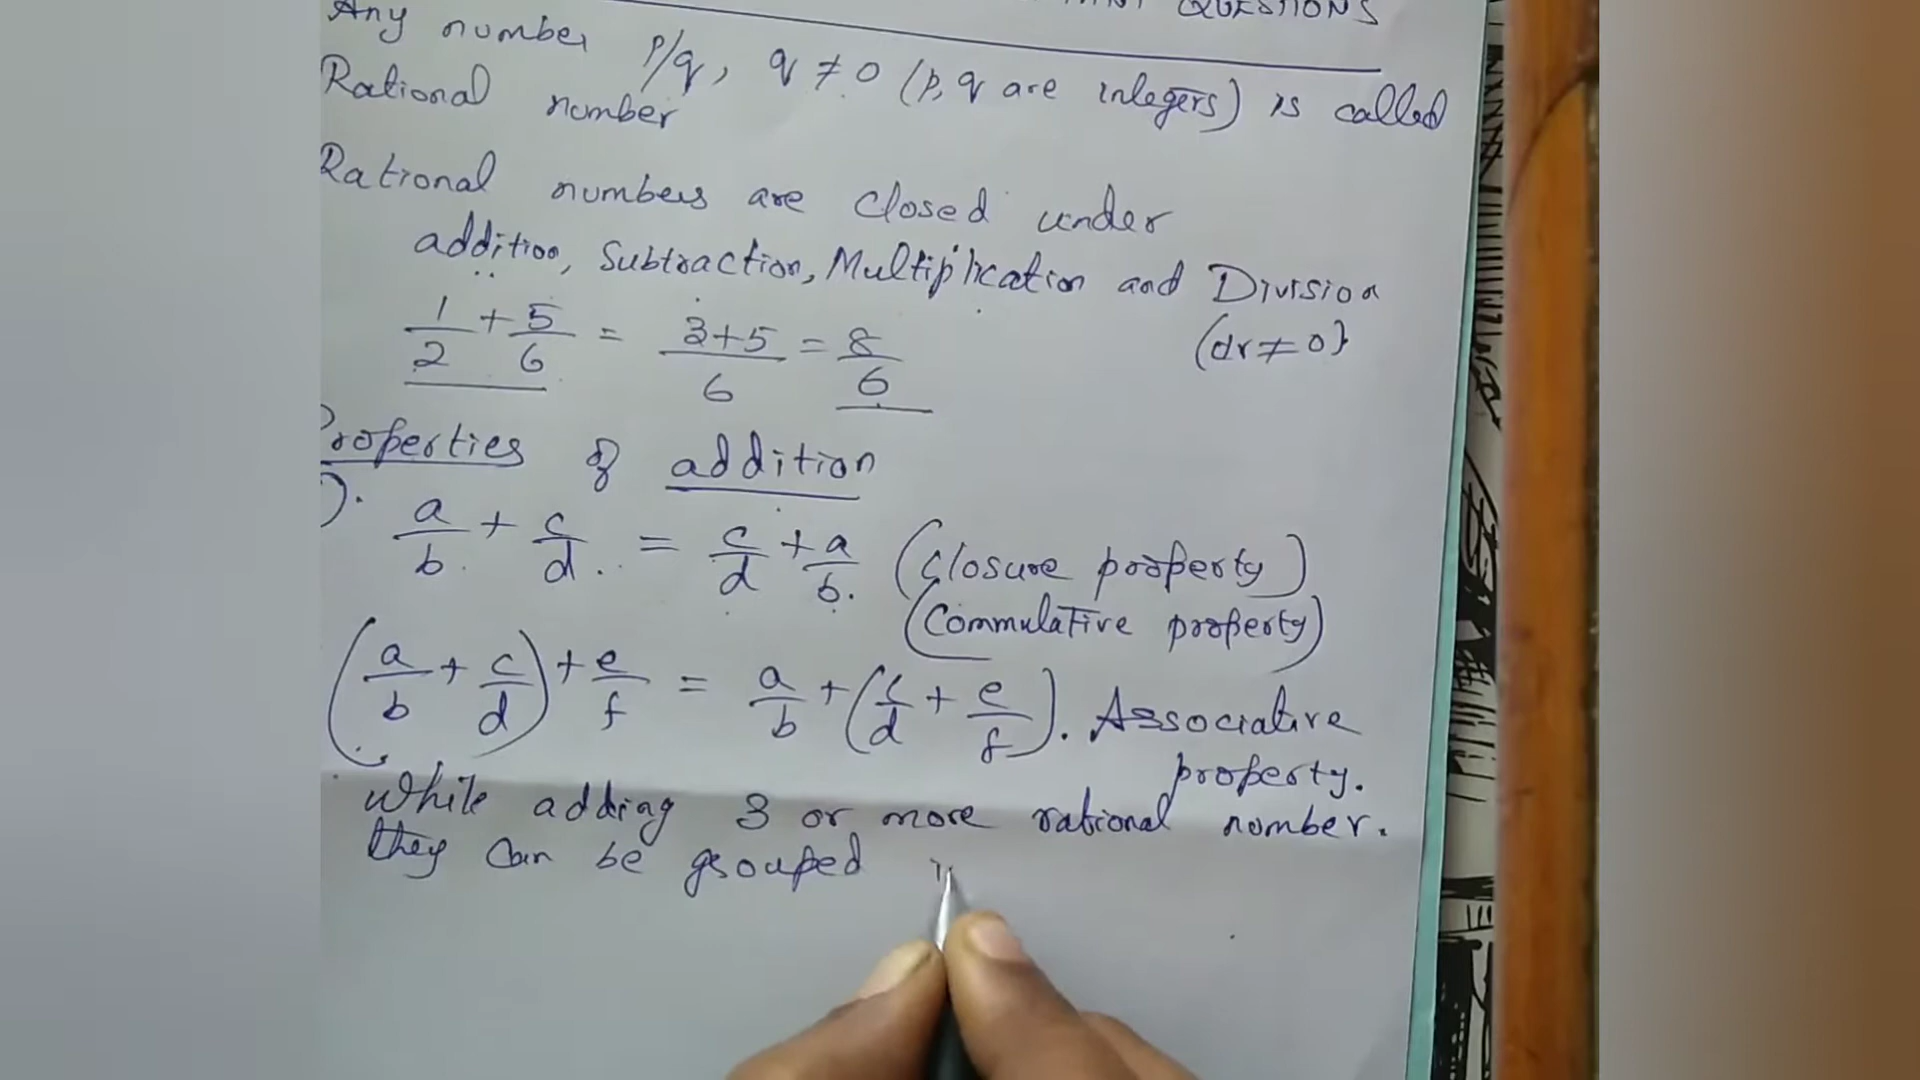 QUESTIONS
Any number p/q, q ≠ 0 (p, q are integers) is called
Rational number
Rational numbers are closed under
addition, Subtraction, Multiplication and Division
(dr ≠ 0}
1/2 + 5/6 = 3+5/6 = 8/6
Properties of addition
). a/b + c/d = c/d + a/b. (Closure property)
(Commulative property)
(a/b + c/d) + e/f = a/b + (c/d + e/f). Associative
property.
While adding 3 or more rational number.
they can be grouped